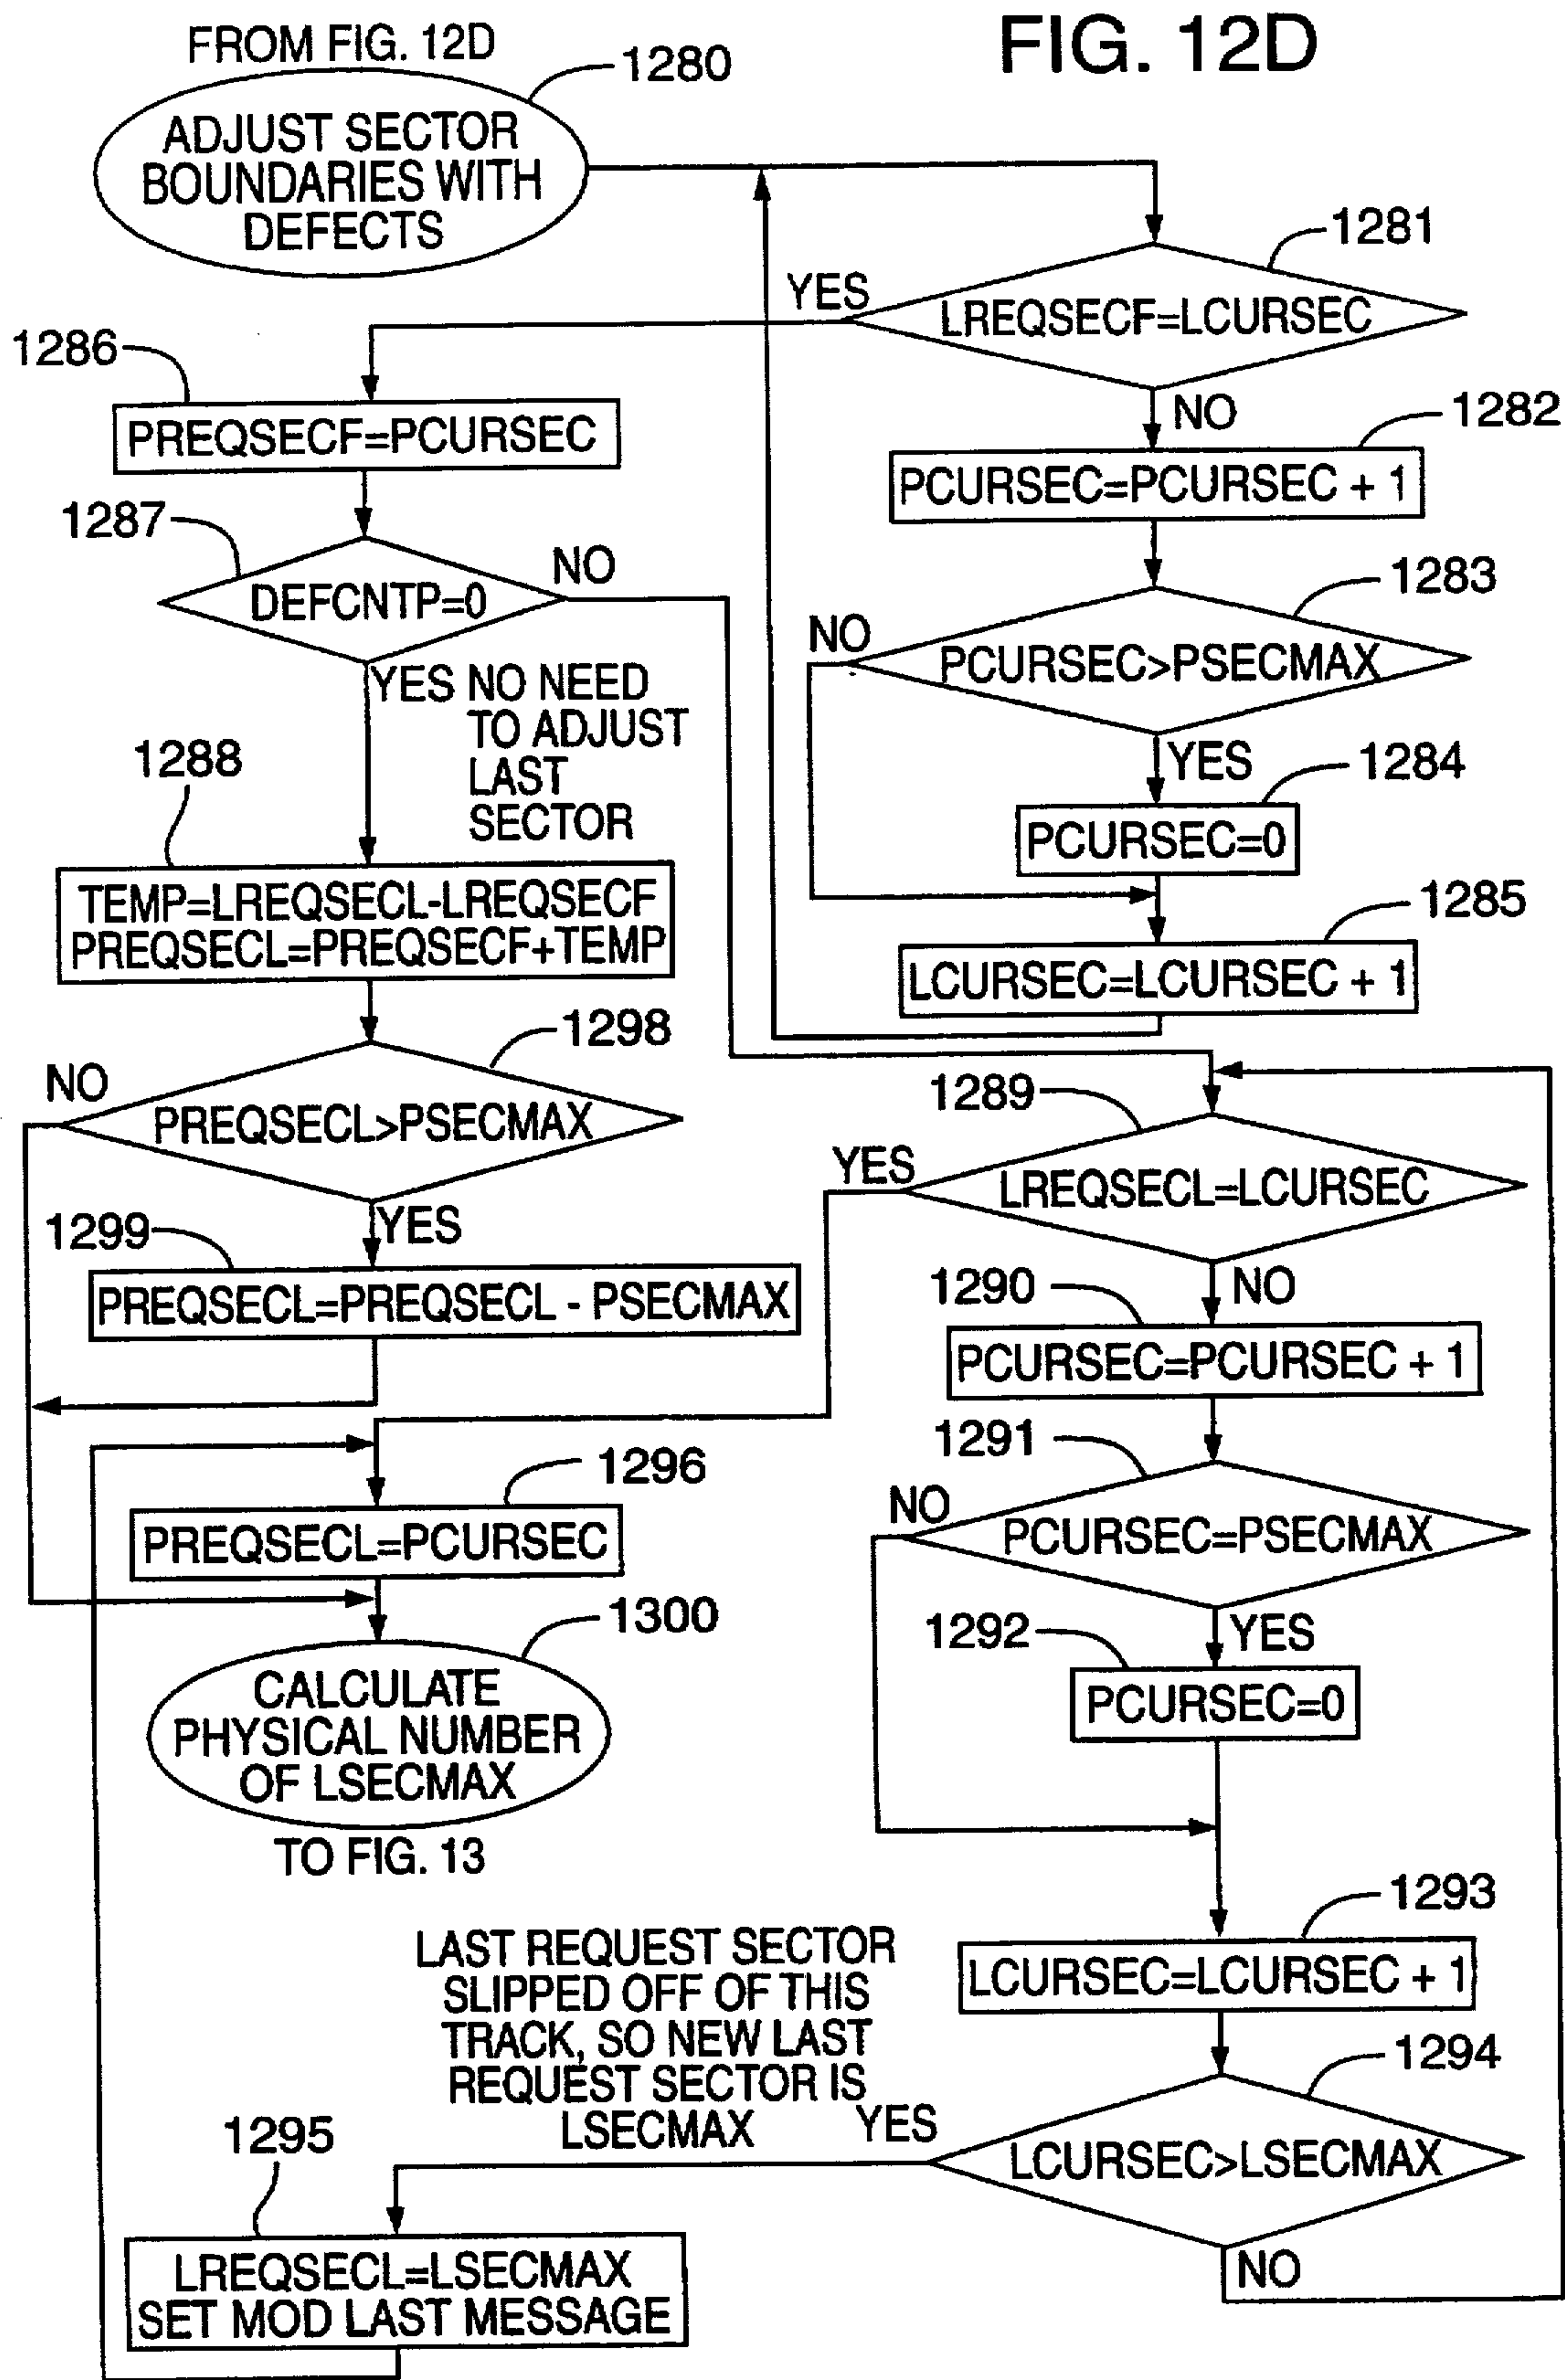 FIG. 12D
FROM FIG. 12D
1280
ADJUST SECTOR
BOUNDARIES WITH
DEFECTS
1281
LREQSECF=LCURSEC
YES
NO
1282
PCURSEC=PCURSEC + 1
1283
PCURSEC>PSECMAX
NO
YES
1284
PCURSEC=0
1285
LCURSEC=LCURSEC + 1
1286
PREQSECF=PCURSEC
1287
DEFCNTP=0
NO
YES NO NEED
TO ADJUST
LAST
SECTOR
1288
TEMP=LREQSECL-LREQSECF
PREQSECL=PREQSECF+TEMP
1298
NO
PREQSECL>PSECMAX
YES
1299
PREQSECL=PREQSECL - PSECMAX
1289
YES
LREQSECL=LCURSEC
NO
1290
PCURSEC=PCURSEC + 1
1291
NO
PCURSEC=PSECMAX
YES
1292
PCURSEC=0
1293
LCURSEC=LCURSEC + 1
1294
LCURSEC>LSECMAX
YES
NO
LAST REQUEST SECTOR
SLIPPED OFF OF THIS
TRACK, SO NEW LAST
REQUEST SECTOR IS
LSECMAX
1295
LREQSECL=LSECMAX
SET MOD LAST MESSAGE
1296
PREQSECL=PCURSEC
1300
CALCULATE
PHYSICAL NUMBER
OF LSECMAX
TO FIG. 13